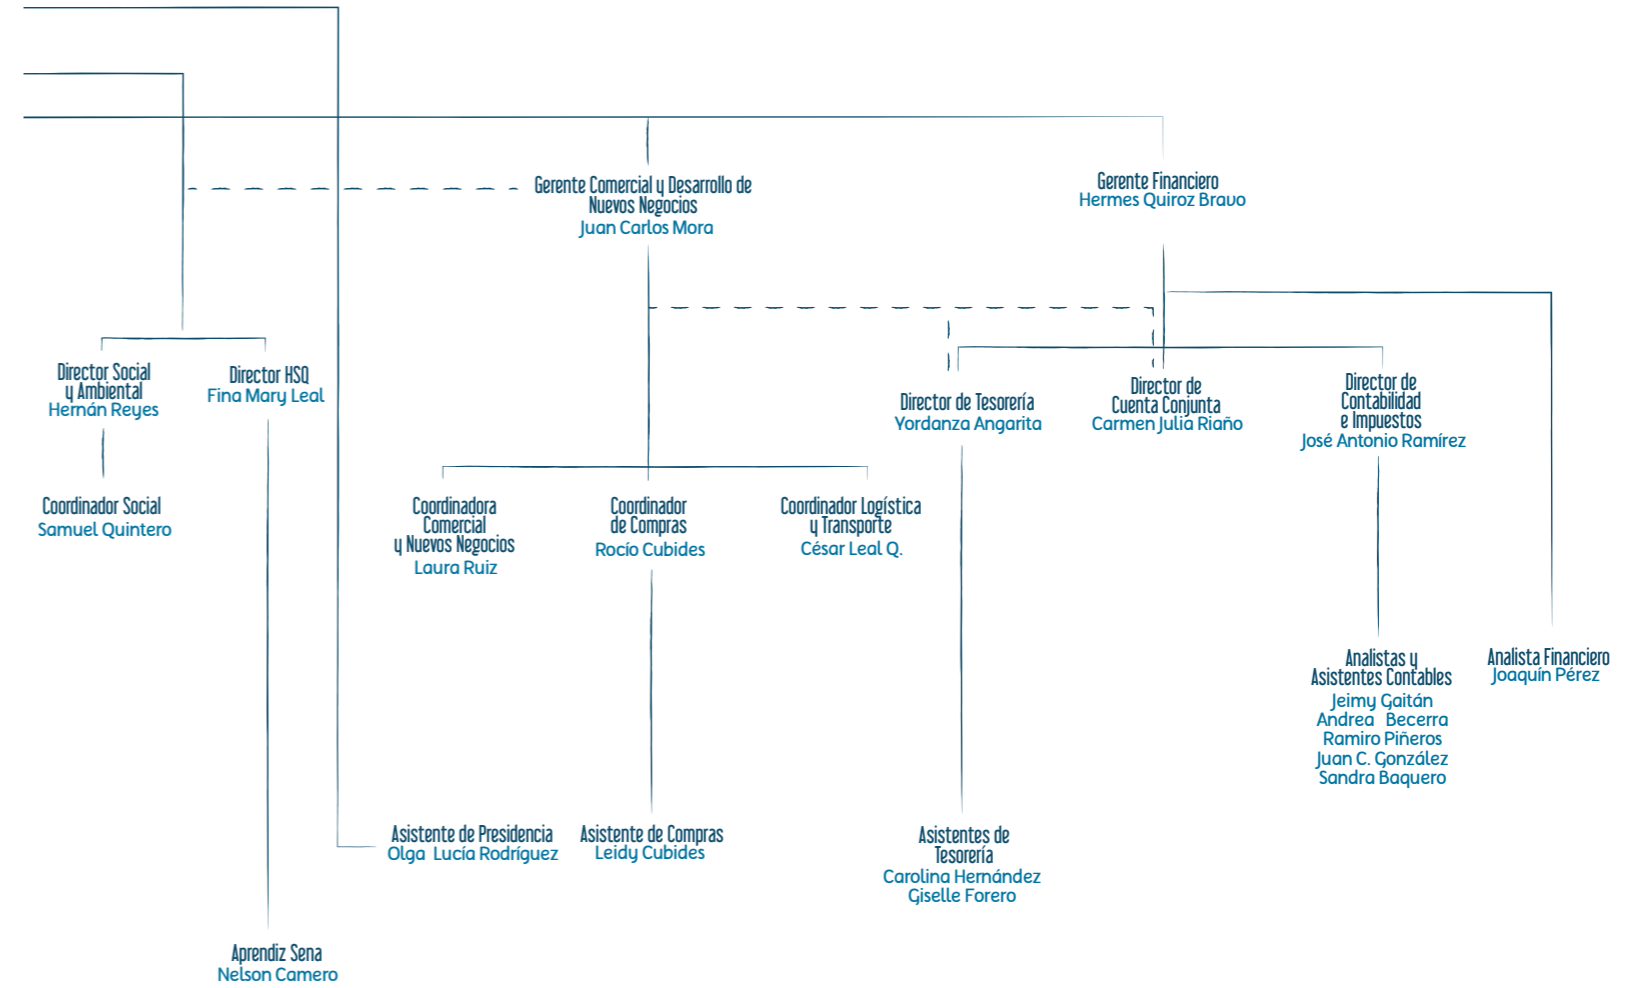 Gerente Comercial y Desarrollo de
Nuevos Negocios
Juan Carlos Mora
Gerente Financiero
Hermes Quiroz Bravo
Director Social
y Ambiental
Hernán Reyes
Director HSQ
Fina Mary Leal
Director de Tesorería
Yordanza Angarita
Director de
Cuenta Conjunta
Carmen Julia Riaño
Director de
Contabilidad
e Impuestos
José Antonio Ramírez
Coordinador Social
Samuel Quintero
Coordinadora
Comercial
y Nuevos Negocios
Laura Ruiz
Coordinador
de Compras
Rocío Cubides
Coordinador Logística
y Transporte
César Leal Q.
Analistas y
Asistentes Contables
Jeimy Gaitán
Andrea Becerra
Ramiro Piñeros
Juan C. González
Sandra Baquero
Analista Financiero
Joaquín Pérez
Asistente de Presidencia
Olga Lucía Rodríguez
Asistente de Compras
Leidy Cubides
Asistentes de
Tesorería
Carolina Hernández
Giselle Forero
Aprendiz Sena
Nelson Camero